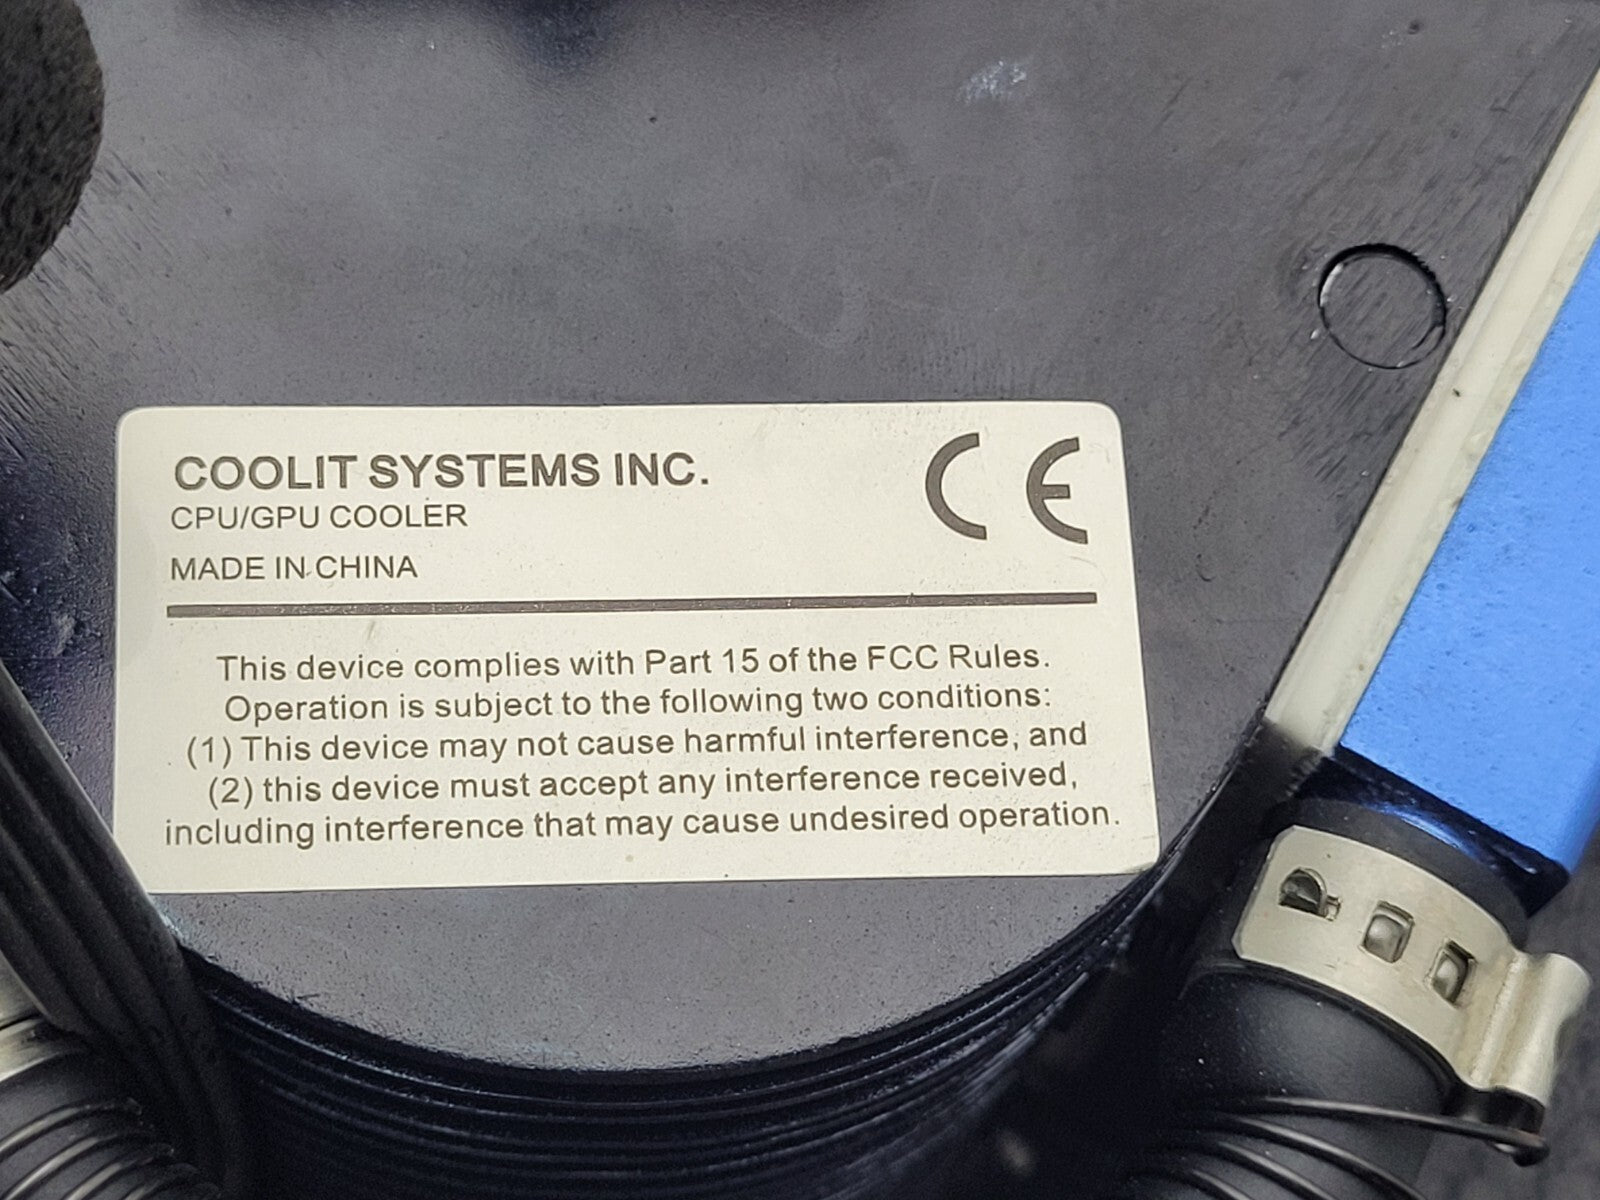 COOLIT SYSTEMS INC.
CPU/GPU COOLER
CE
MADE IN CHINA
This device complies with Part 15 of the FCC Rules.
Operation is subject to the following two conditions:
(1) This device may not cause harmful interference, and
(2) this device must accept any interference received,
including interference that may cause undesired operation.